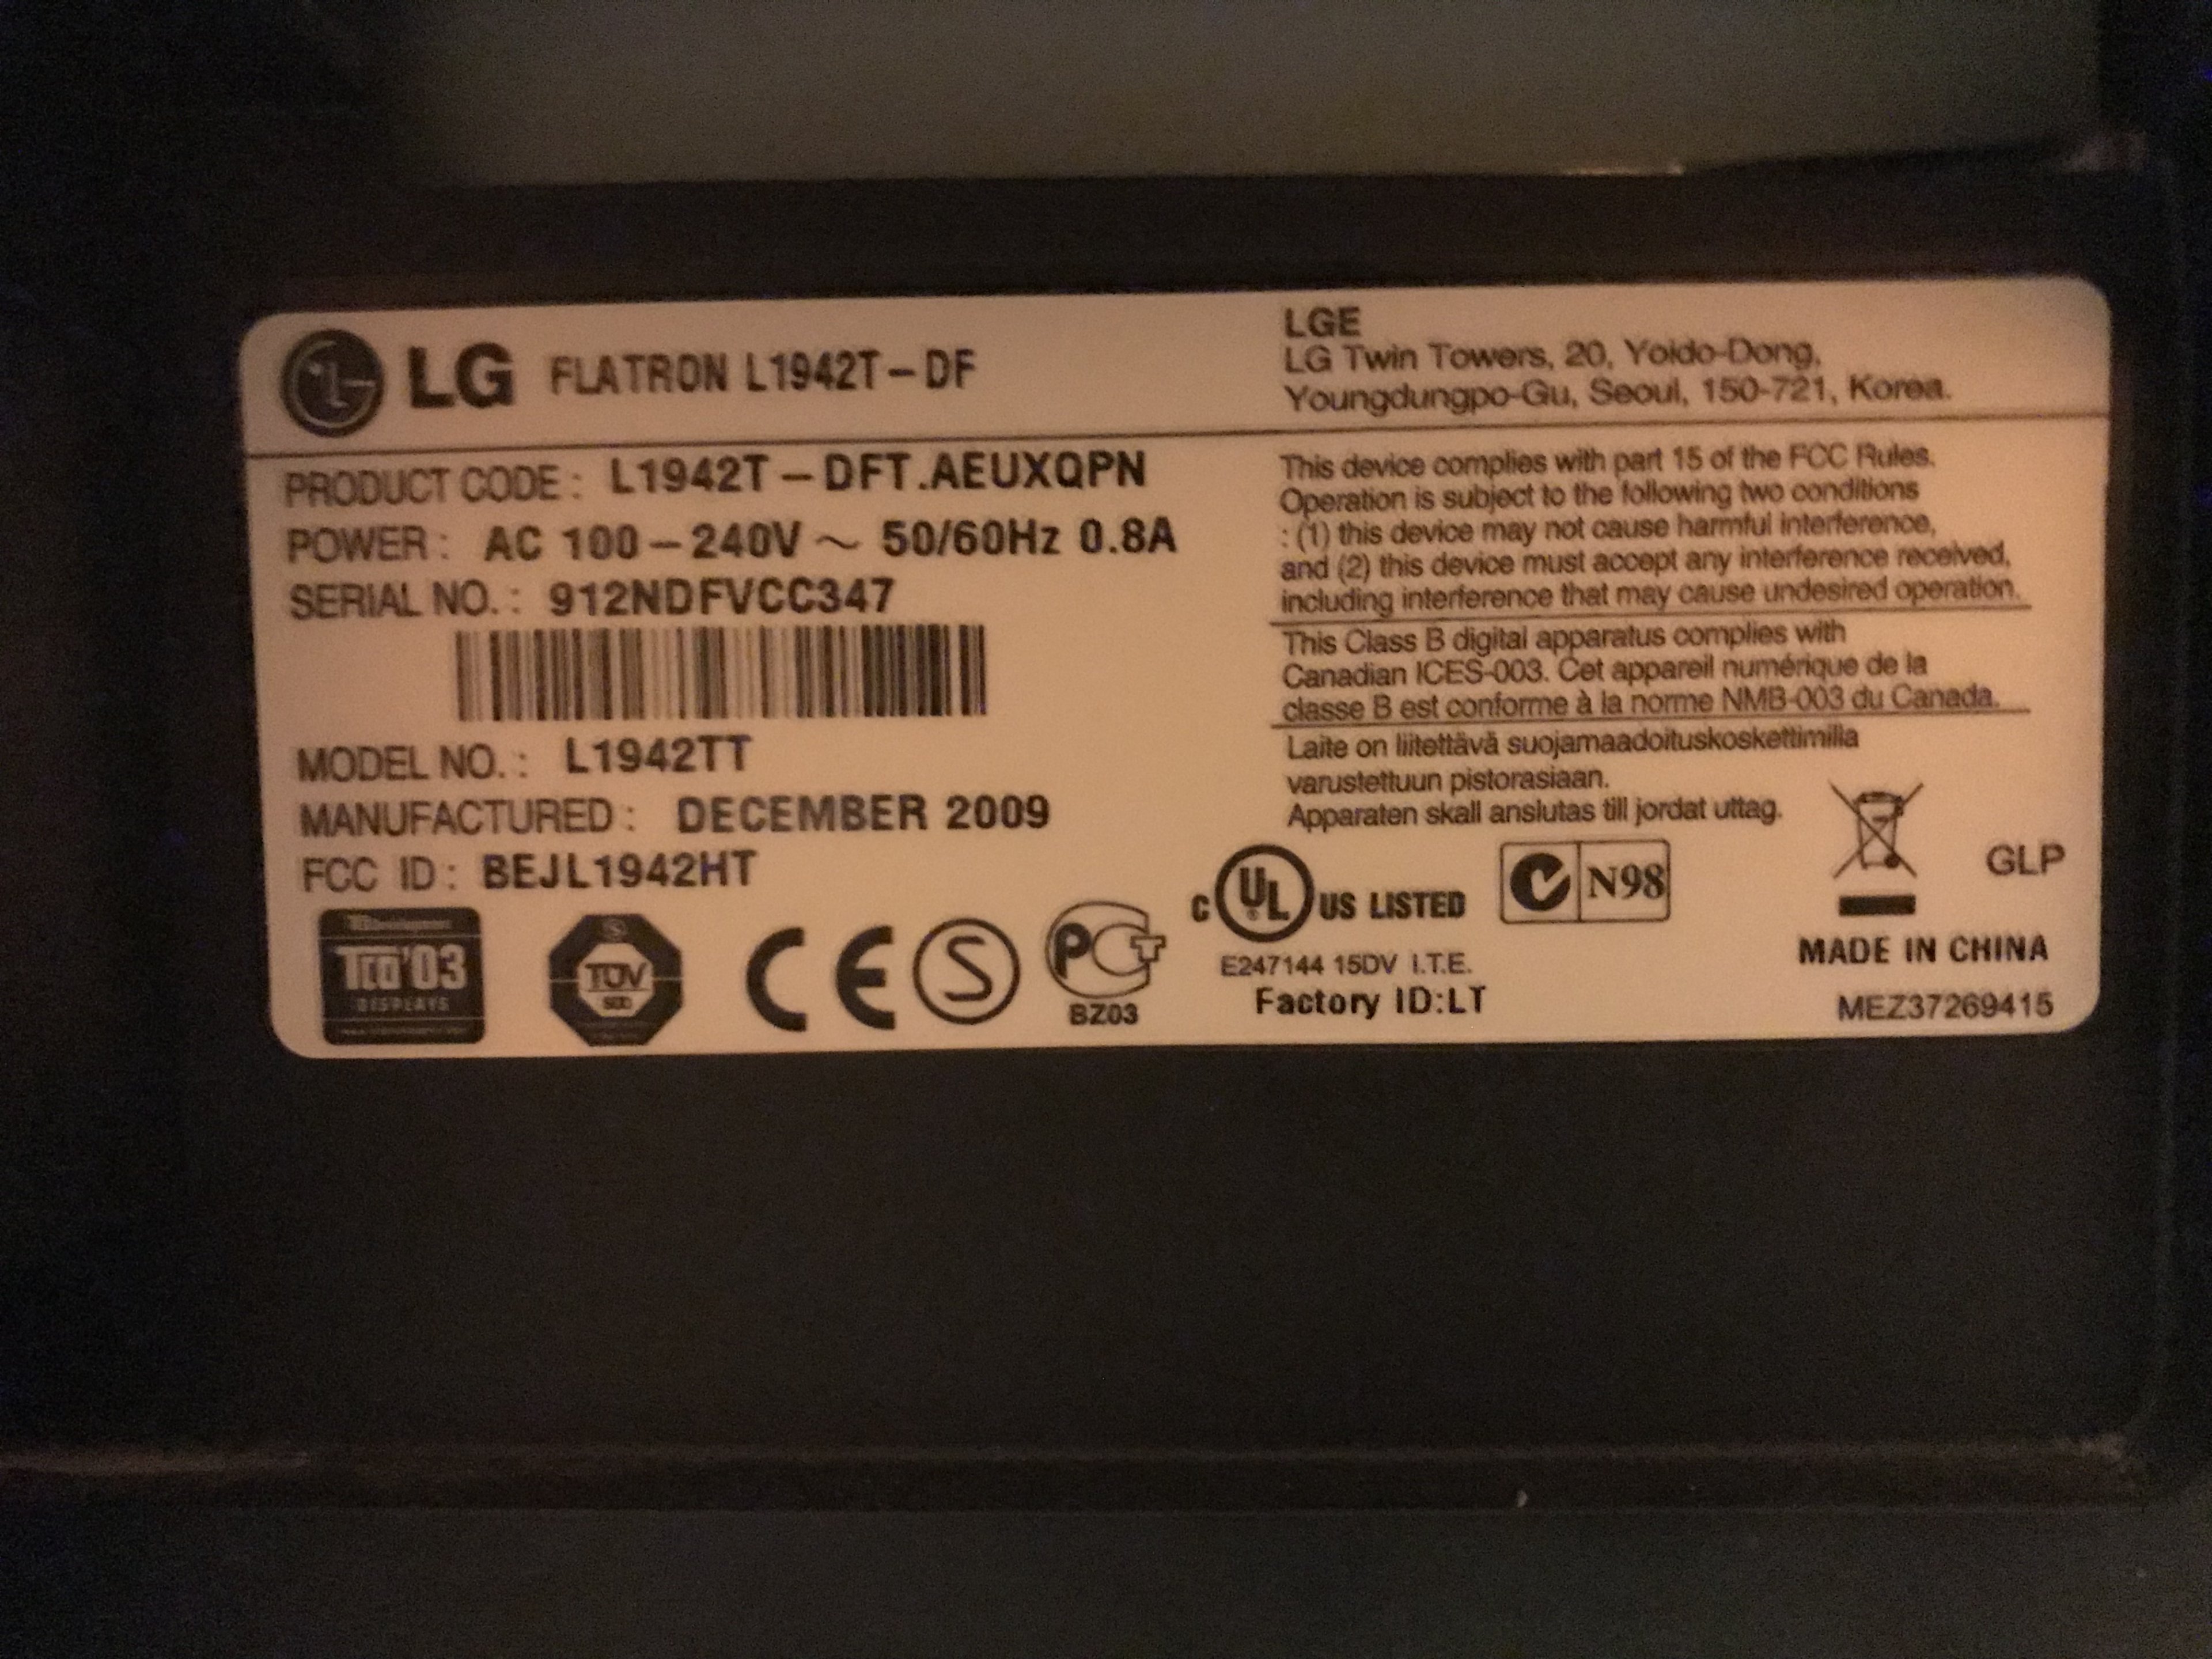 LG FLATRON L1942T-DF
LGE
LG Twin Towers, 20, Yoido-Dong,
Youngdungpo-Gu, Seoul, 150-721, Korea.
PRODUCT CODE: L1942T-DFT.AEUXQPN
POWER: AC 100-240V ~ 50/60Hz 0.8A
SERIAL NO.: 912NDFVCC347
MODEL NO.: L1942TT
MANUFACTURED: DECEMBER 2009
FCC ID: BEJL1942HT
This device complies with part 15 of the FCC Rules.
Operation is subject to the following two conditions
: (1) this device may not cause harmful interference,
and (2) this device must accept any interference received,
including interference that may cause undesired operation.
This Class B digital apparatus complies with
Canadian ICES-003. Cet appareil numérique de la
classe B est conforme à la norme NMB-003 du Canada.
Laite on liitettävä suojamaadoituskoskettimilla
varustettuun pistorasiaan.
Apparaten skall anslutas till jordat uttag.
TCO'03
DISPLAYS
TÜV
SÜD
CE
S
PCT
BZ03
C UL US LISTED
E247144 15DV I.T.E.
Factory ID:LT
N98
GLP
MADE IN CHINA
MEZ37269415